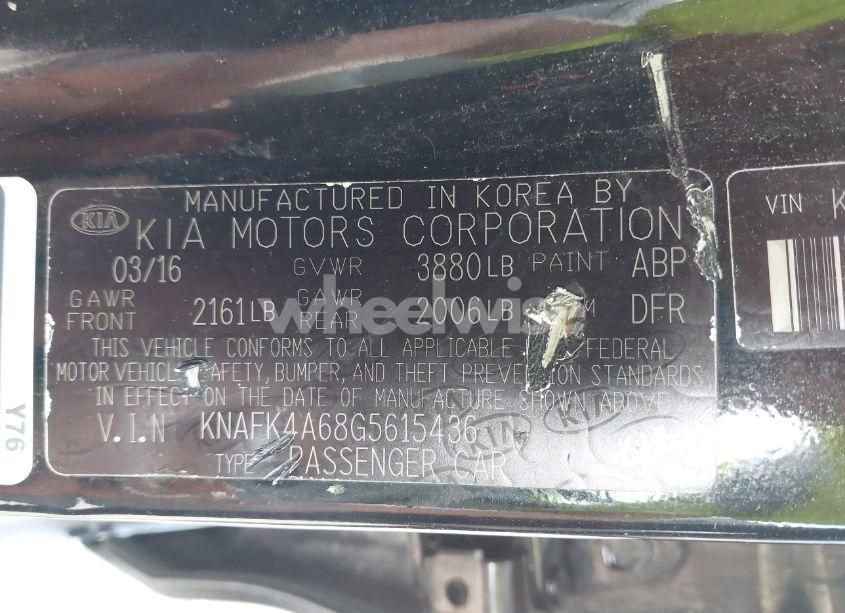 MANUFACTURED IN KOREA BY
KIA KIA MOTORS CORPORATION
03/16 GVWR 3880LB PAINT ABP
GAWR FRONT 2161LB GAWR REAR 2006LB DFR
THIS VEHICLE CONFORMS TO ALL APPLICABLE FEDERAL
MOTOR VEHICLE SAFETY, BUMPER, AND THEFT PREVENTION STANDARDS
IN EFFECT ON THE DATE OF MANUFACTURE SHOWN ABOVE
V.I.N KNAFK4A68G5615436
TYPE PASSENGER CAR
VIN K
Y76